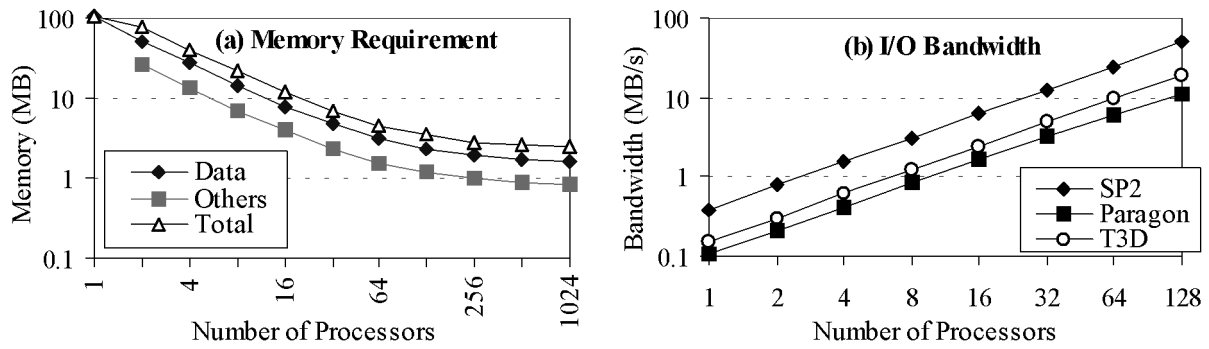 (a) Memory Requirement
Memory (MB)
100
10
1
0.1
Data
Others
Total
1
4
16
64
256
1024
Number of Processors
(b) I/O Bandwidth
Bandwidth (MB/s)
100
10
1
0.1
SP2
Paragon
T3D
1 2 4 8 16 32 64 128
Number of Processors